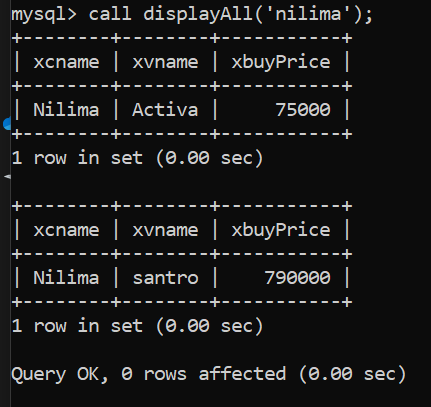 mysql> call displayAll('nilima');
+--------+--------+-----------+
| xcname | xvname | xbuyPrice |
+--------+--------+-----------+
| Nilima | Activa |     75000 |
+--------+--------+-----------+
1 row in set (0.00 sec)

+--------+--------+-----------+
| xcname | xvname | xbuyPrice |
+--------+--------+-----------+
| Nilima | santro |    790000 |
+--------+--------+-----------+
1 row in set (0.00 sec)

Query OK, 0 rows affected (0.00 sec)